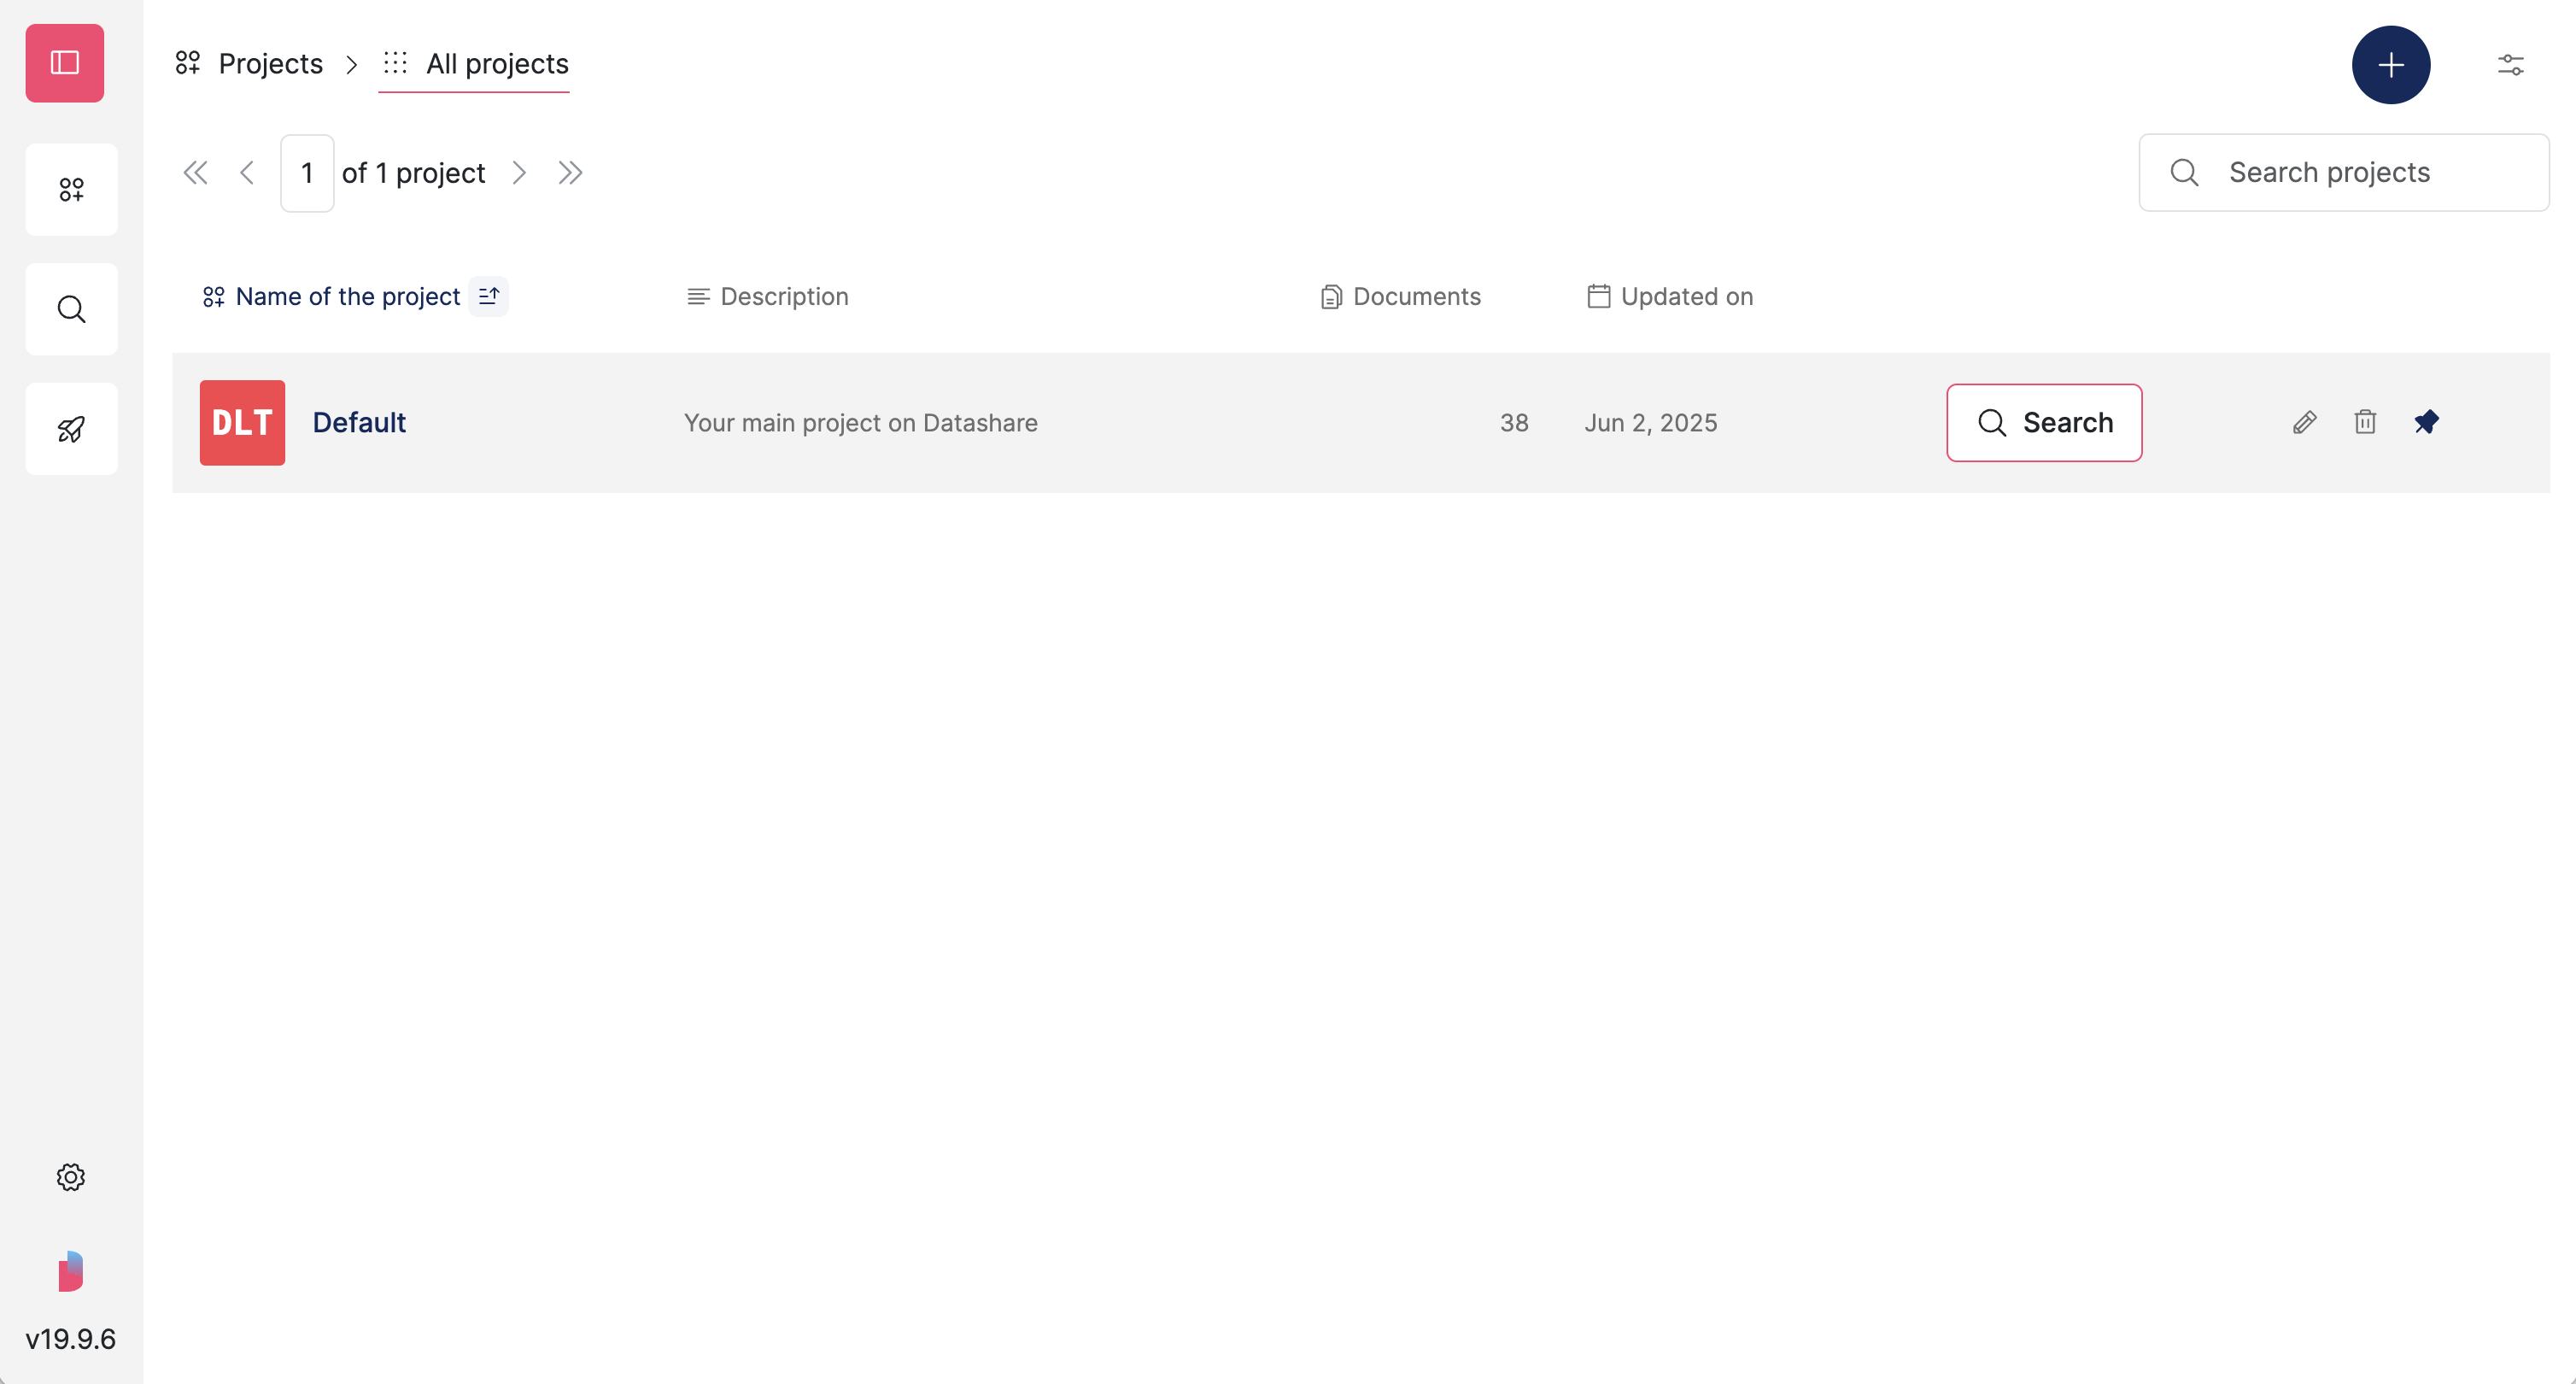 Projects All projects
1 of 1 project
Search projects
Name of the project Description Documents Updated on
DLT Default Your main project on Datashare 38 Jun 2, 2025 Search
v19.9.6